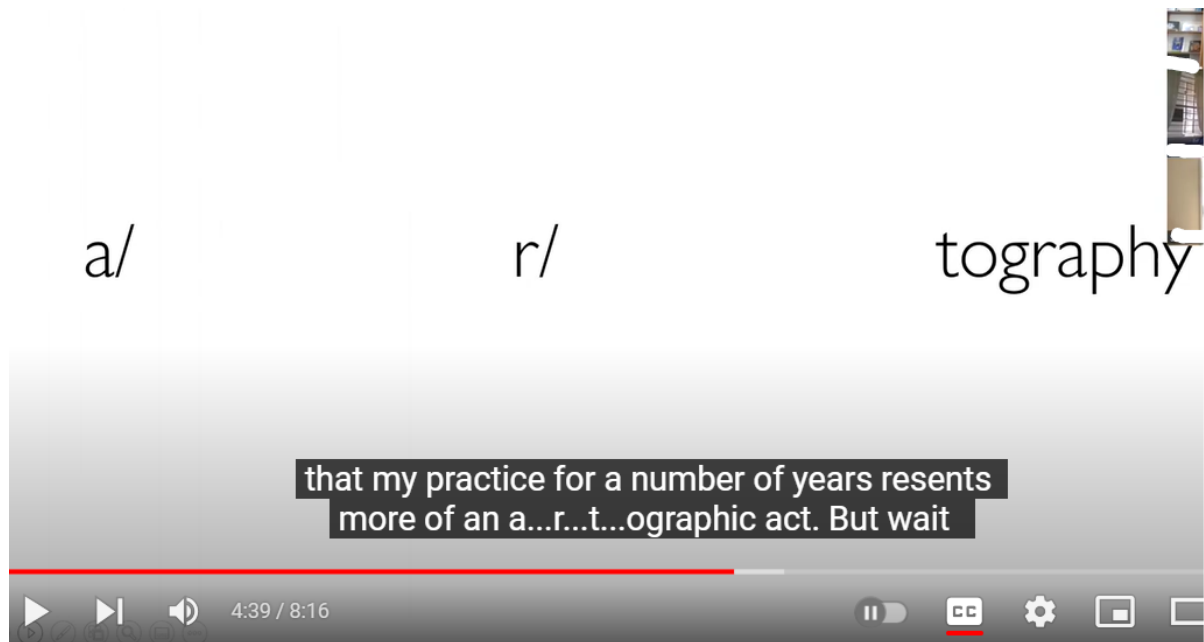 a/ r/ tography
that my practice for a number of years resents
more of an a...r...t...ographic act. But wait
4:39 / 8:16
CC